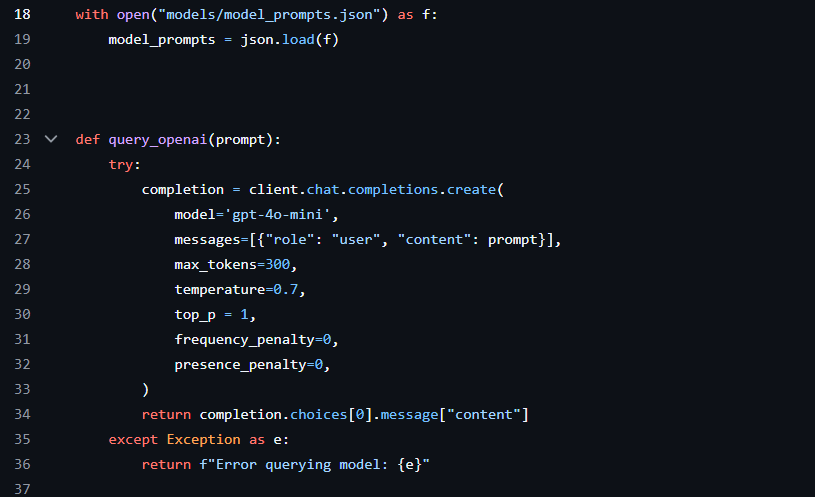 18 with open("models/model_prompts.json") as f:
19     model_prompts = json.load(f)
20
21
22
23 def query_openai(prompt):
24     try:
25         completion = client.chat.completions.create(
26             model='gpt-4o-mini',
27             messages=[{"role": "user", "content": prompt}],
28             max_tokens=300,
29             temperature=0.7,
30             top_p = 1,
31             frequency_penalty=0,
32             presence_penalty=0,
33         )
34         return completion.choices[0].message["content"]
35     except Exception as e:
36         return f"Error querying model: {e}"
37